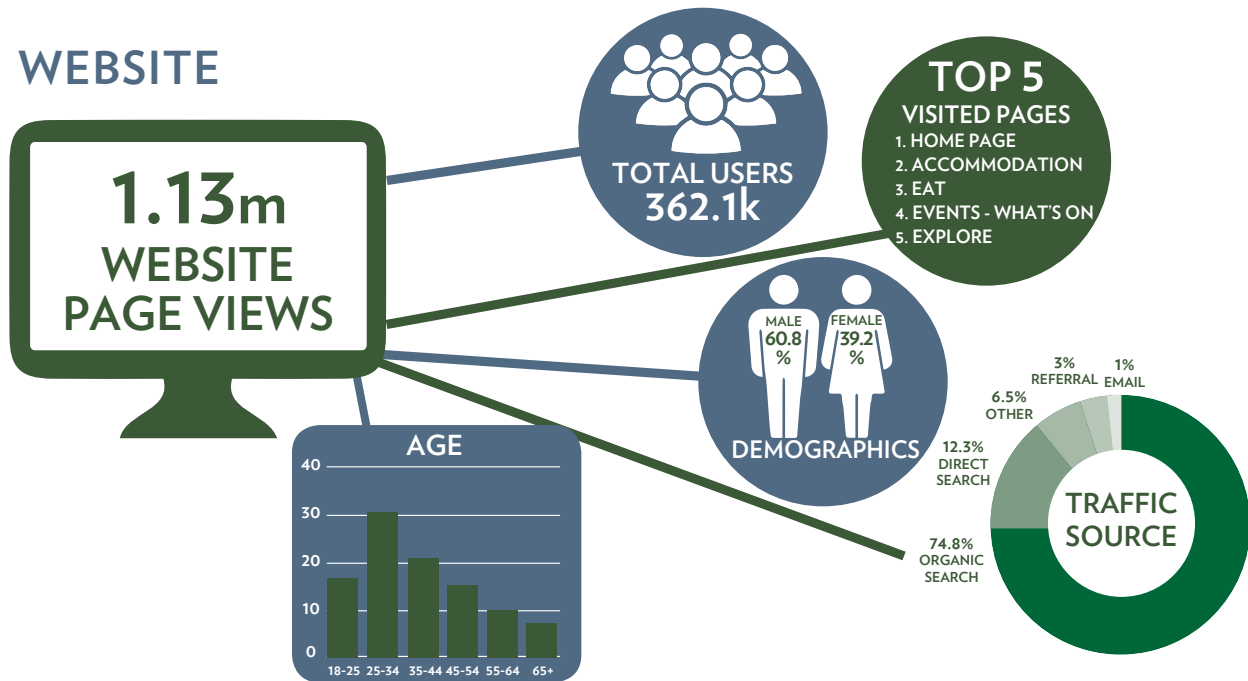 WEBSITE
1.13m
WEBSITE
PAGE VIEWS
TOTAL USERS
362.1k
TOP 5
VISITED PAGES
1. HOME PAGE
2. ACCOMMODATION
3. EAT
4. EVENTS - WHAT'S ON
5. EXPLORE
MALE
60.8
%
FEMALE
39.2
%
DEMOGRAPHICS
AGE
40
30
20
10
0
18-25 25-34 35-44 45-54 55-64 65+
3%
REFERRAL
1%
EMAIL
6.5%
OTHER
12.3%
DIRECT
SEARCH
74.8%
ORGANIC
SEARCH
TRAFFIC
SOURCE